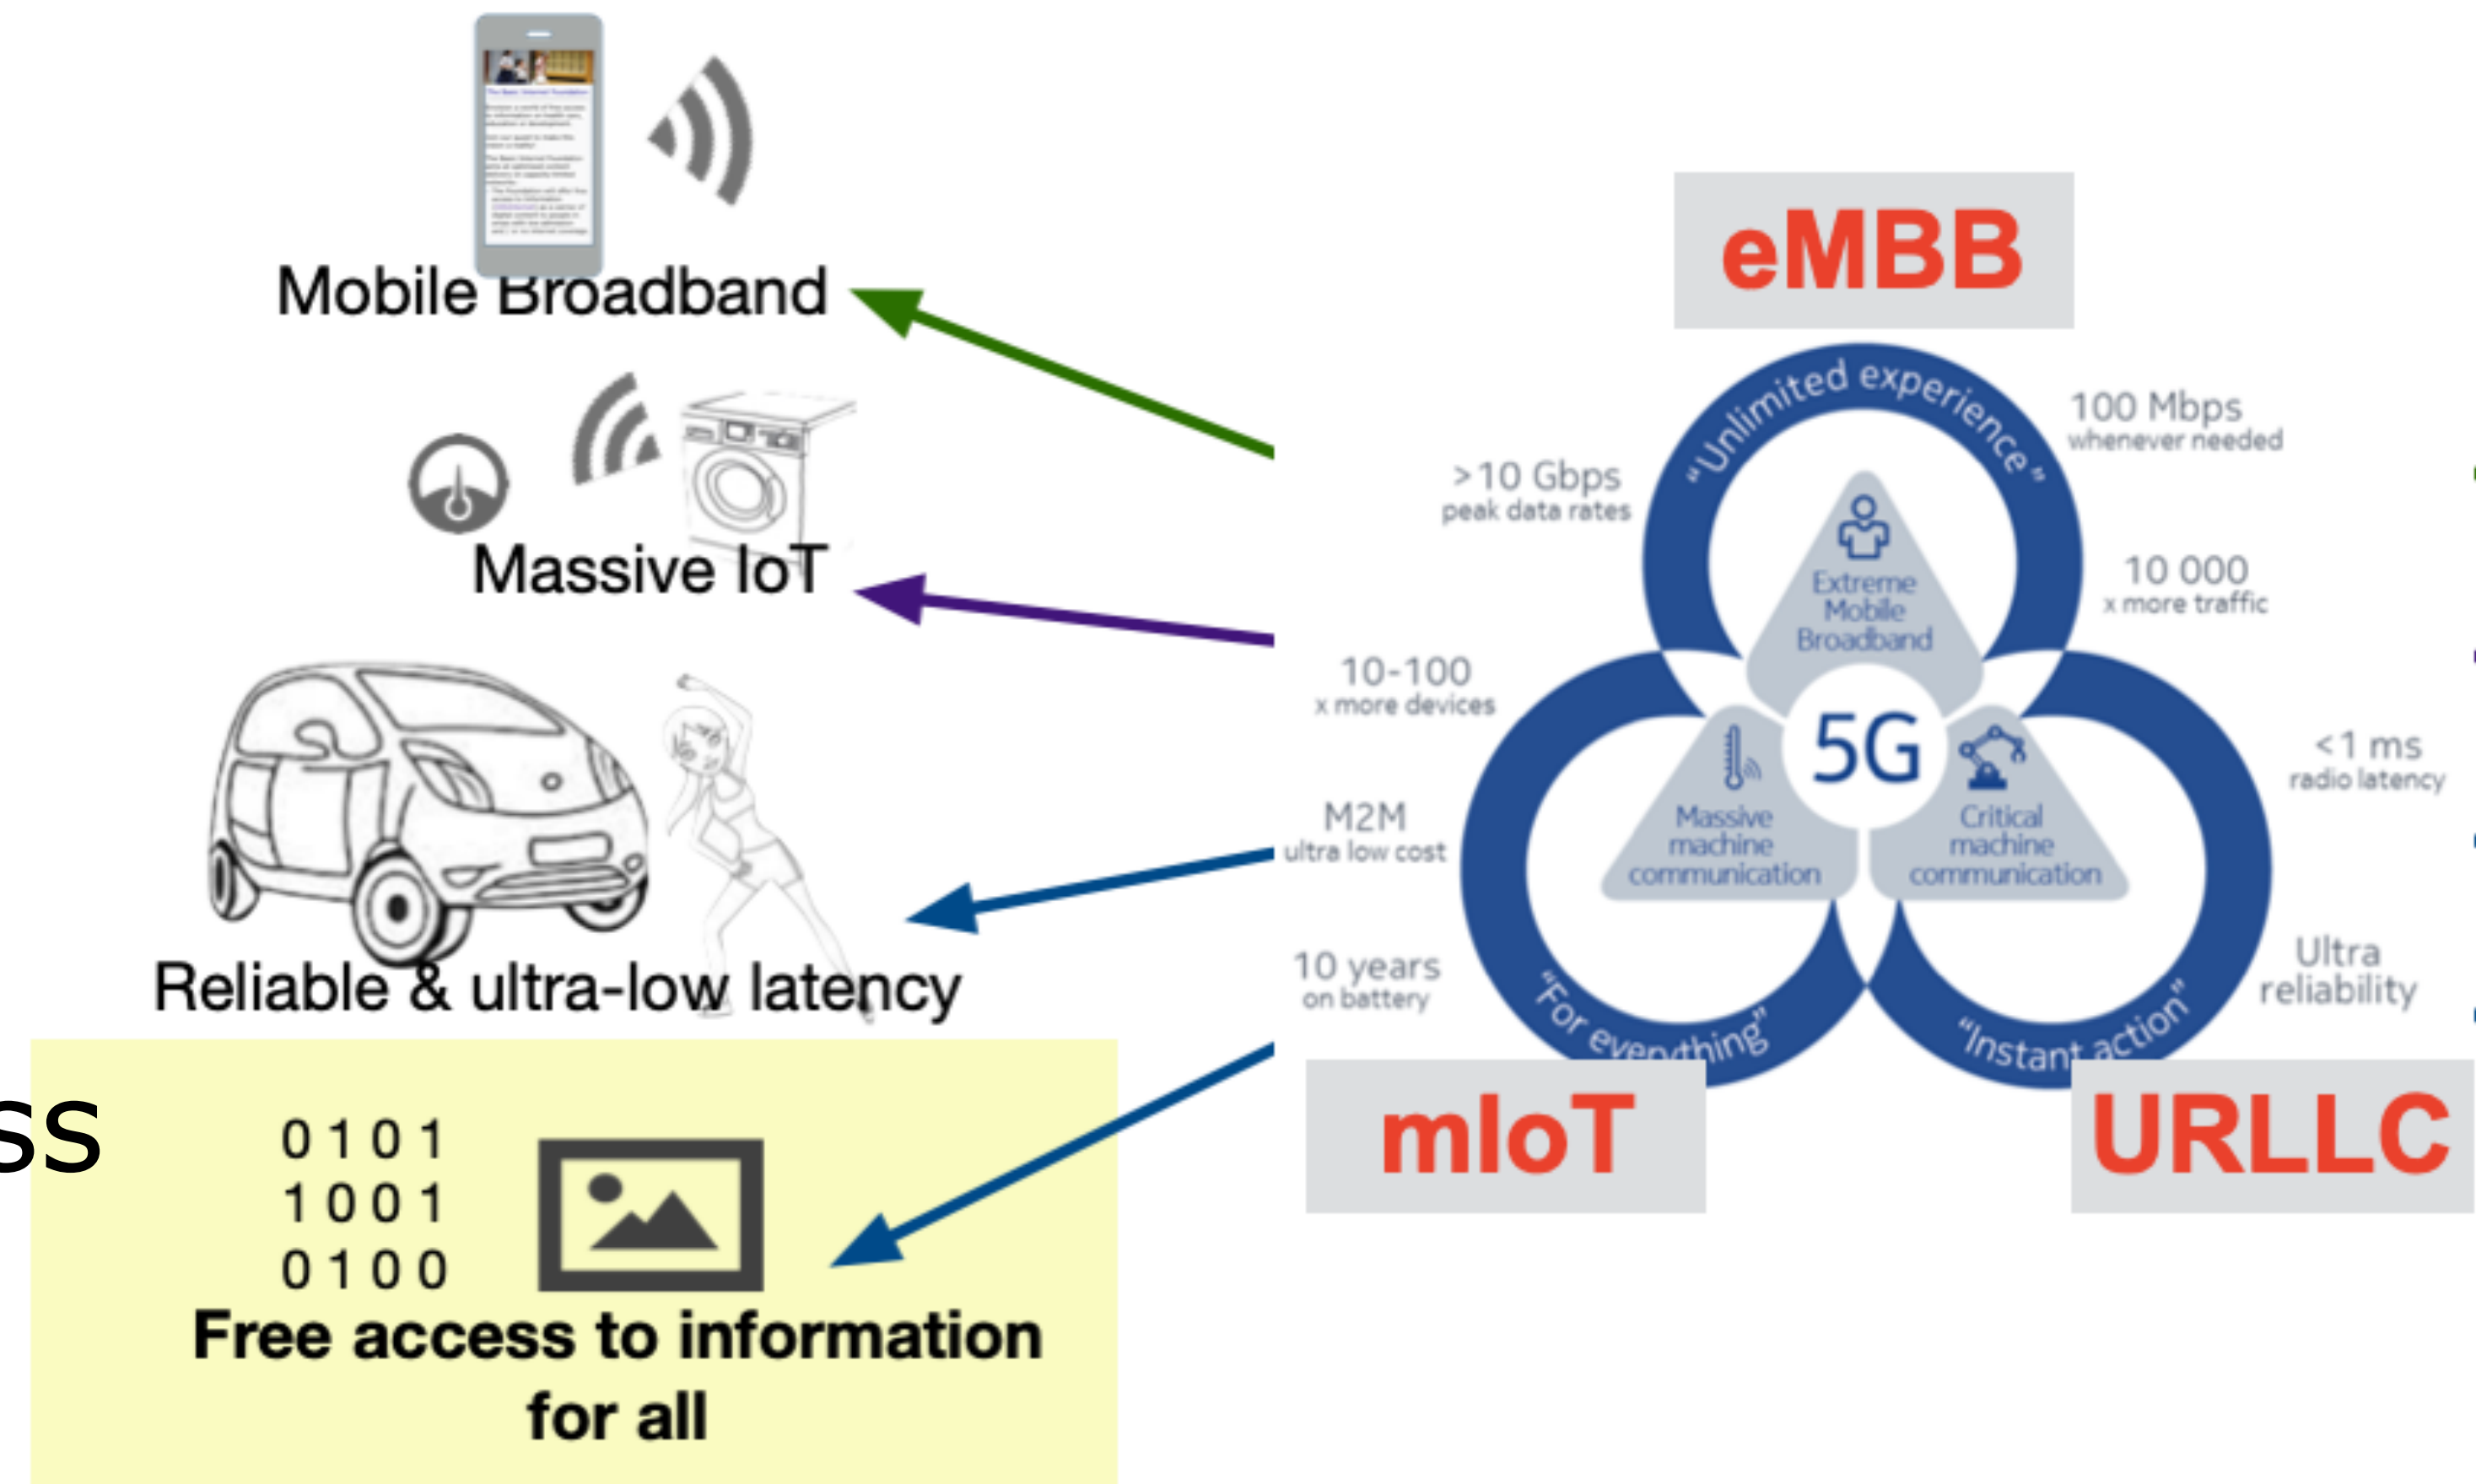 The Basic Internet Foundation
Mobile Broadband
Massive IoT
Reliable & ultra-low latency
ss
0 1 0 1
1 0 0 1
0 1 0 0
Free access to information
for all
eMBB
“Unlimited experience”
100 Mbps
whenever needed
>10 Gbps
peak data rates
10 000
x more traffic
Extreme
Mobile
Broadband
10-100
x more devices
5G
<1 ms
radio latency
M2M
ultra low cost
Massive
machine
communication
Critical
machine
communication
10 years
on battery
Ultra
reliability
“For everything”
“Instant action”
mIoT
URLLC